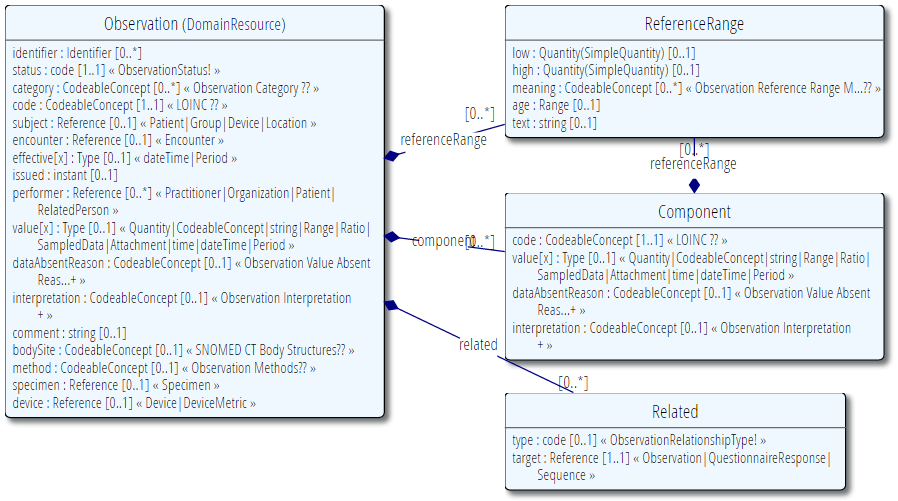 Observation (DomainResource)
identifier : Identifier [0..*]
status : code [1..1] « ObservationStatus! »
category : CodeableConcept [0..*] « Observation Category ?? »
code : CodeableConcept [1..1] « LOINC ?? »
subject : Reference [0..1] « Patient|Group|Device|Location »
encounter : Reference [0..1] « Encounter »
effective[x] : Type [0..1] « dateTime|Period »
issued : instant [0..1]
performer : Reference [0..*] « Practitioner|Organization|Patient|
RelatedPerson »
value[x] : Type [0..1] « Quantity|CodeableConcept|string|Range|Ratio|
SampledData|Attachment|time|dateTime|Period »
dataAbsentReason : CodeableConcept [0..1] « Observation Value Absent
Reas...+ »
interpretation : CodeableConcept [0..1] « Observation Interpretation
+ »
comment : string [0..1]
bodySite : CodeableConcept [0..1] « SNOMED CT Body Structures?? »
method : CodeableConcept [0..1] « Observation Methods?? »
specimen : Reference [0..1] « Specimen »
device : Reference [0..1] « Device|DeviceMetric »
[0..*]
referenceRange
component
[0..*]
related
[0..*]
ReferenceRange
low : Quantity(SimpleQuantity) [0..1]
high : Quantity(SimpleQuantity) [0..1]
meaning : CodeableConcept [0..*] « Observation Reference Range M...?? »
age : Range [0..1]
text : string [0..1]
[0..*]
referenceRange
Component
code : CodeableConcept [1..1] « LOINC ?? »
value[x] : Type [0..1] « Quantity|CodeableConcept|string|Range|Ratio|
SampledData|Attachment|time|dateTime|Period »
dataAbsentReason : CodeableConcept [0..1] « Observation Value Absent
Reas...+ »
interpretation : CodeableConcept [0..1] « Observation Interpretation
+ »
Related
type : code [0..1] « ObservationRelationshipType! »
target : Reference [1..1] « Observation|QuestionnaireResponse|
Sequence »